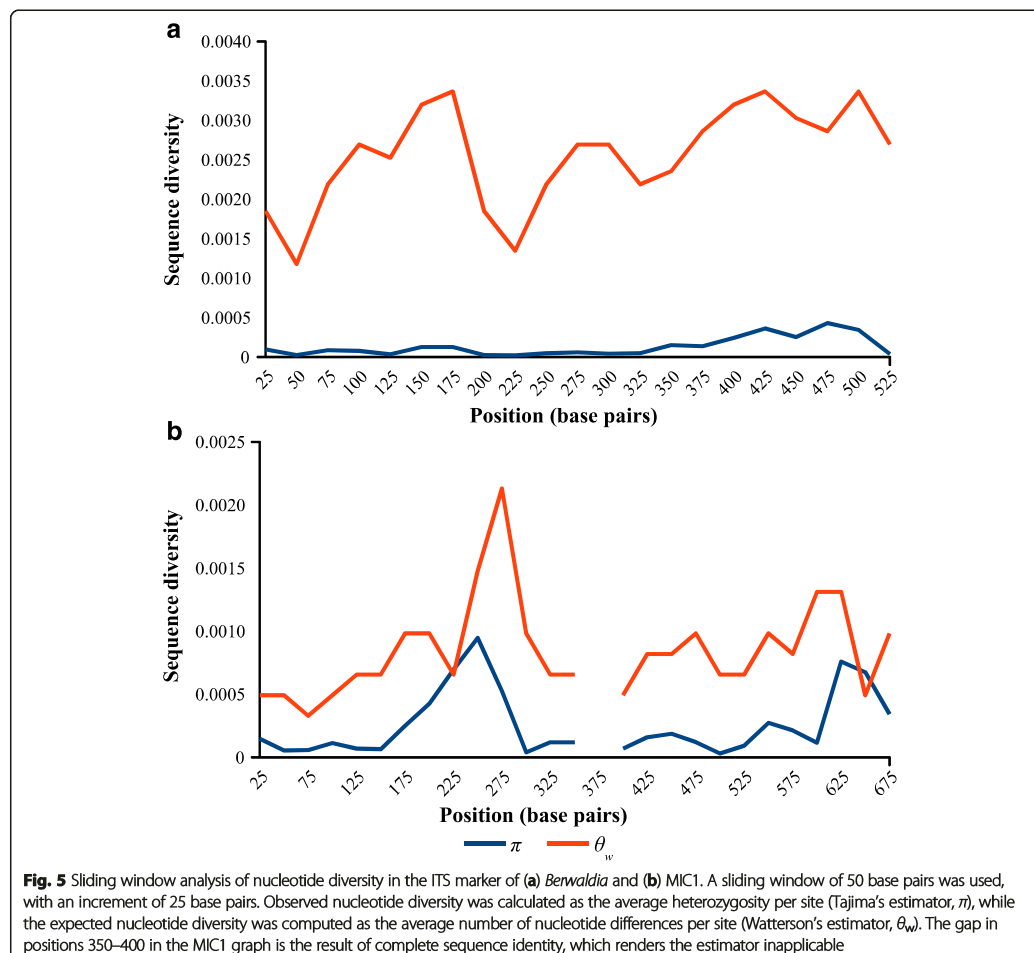 a
0.0040
0.0035
0.0030
0.0025
0.0020
0.0015
0.0010
0.0005
0
Sequence diversity
25 50 75 100 125 150 175 200 225 250 275 300 325 350 375 400 425 450 475 500 525
Position (base pairs)
b
0.0025
0.0020
0.0015
0.0010
0.0005
0
Sequence diversity
25 75 125 175 225 275 325 375 425 475 525 575 625 675
Position (base pairs)
π θw
Fig. 5 Sliding window analysis of nucleotide diversity in the ITS marker of (a) Berwaldia and (b) MIC1. A sliding window of 50 base pairs was used,
with an increment of 25 base pairs. Observed nucleotide diversity was calculated as the average heterozygosity per site (Tajima's estimator, π), while
the expected nucleotide diversity was computed as the average number of nucleotide differences per site (Watterson's estimator, θw). The gap in
positions 350–400 in the MIC1 graph is the result of complete sequence identity, which renders the estimator inapplicable